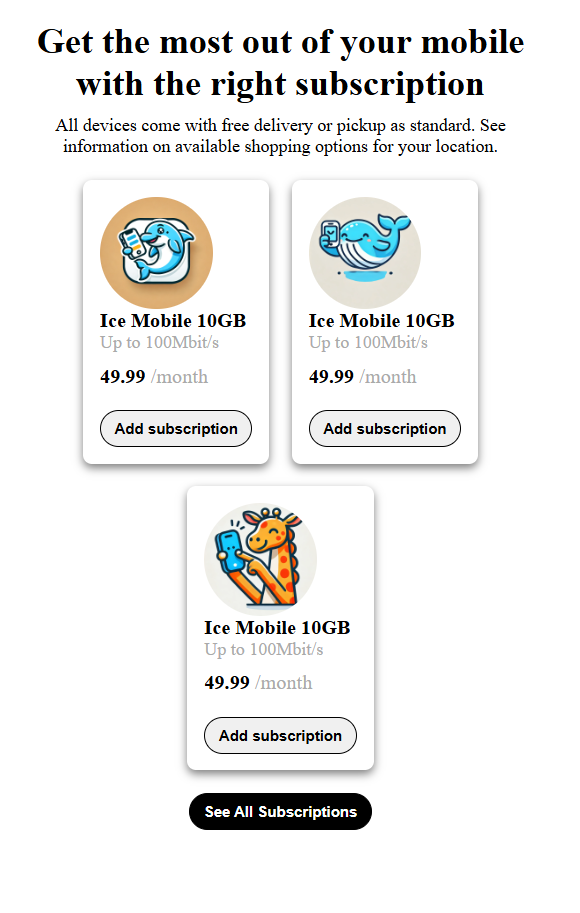 Get the most out of your mobile
with the right subscription
All devices come with free delivery or pickup as standard. See
information on available shopping options for your location.
Ice Mobile 10GB
Up to 100Mbit/s
49.99 /month
Add subscription
Ice Mobile 10GB
Up to 100Mbit/s
49.99 /month
Add subscription
Ice Mobile 10GB
Up to 100Mbit/s
49.99 /month
Add subscription
See All Subscriptions